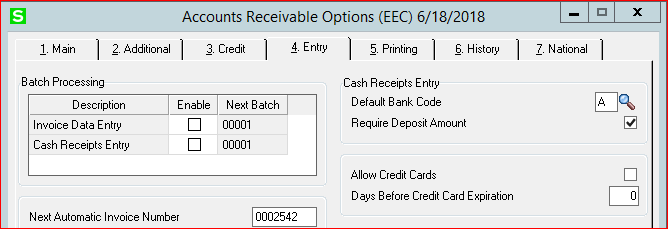 S Accounts Receivable Options (EEC) 6/18/2018
1. Main 2. Additional 3. Credit 4. Entry 5. Printing 6. History 7. National
Batch Processing
Description Enable Next Batch
Invoice Data Entry 00001
Cash Receipts Entry 00001
Next Automatic Invoice Number 0002542
Cash Receipts Entry
Default Bank Code A
Require Deposit Amount
Allow Credit Cards
Days Before Credit Card Expiration 0